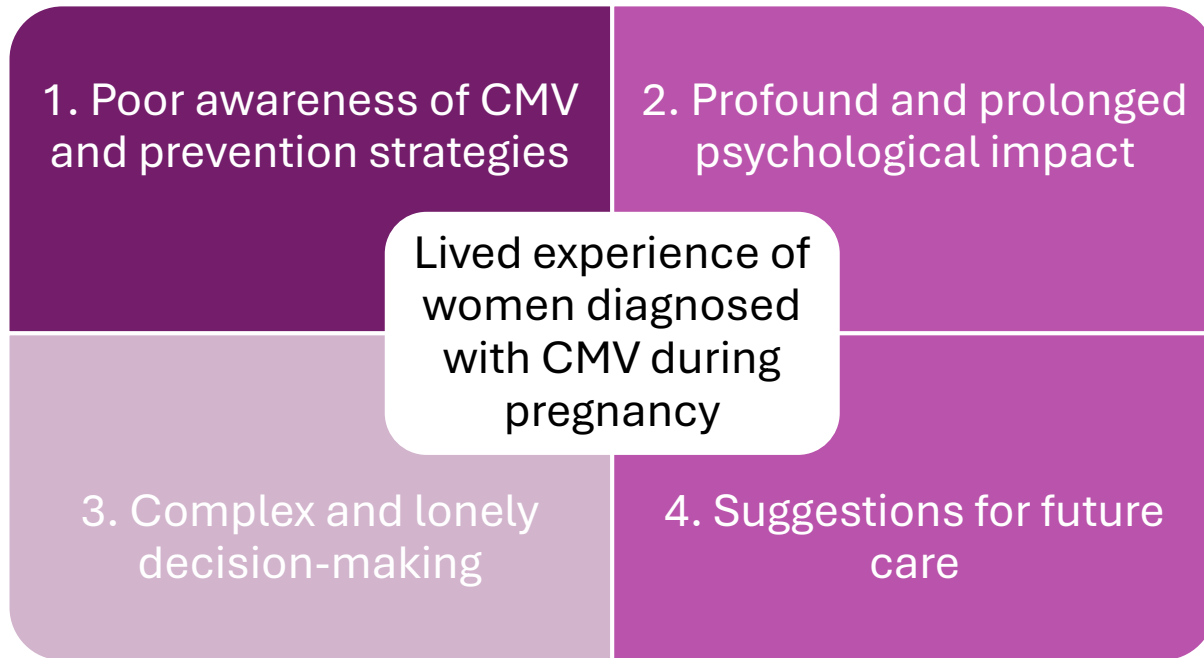 1. Poor awareness of CMV
and prevention strategies
2. Profound and prolonged
psychological impact
Lived experience of
women diagnosed
with CMV during
pregnancy
3. Complex and lonely
decision-making
4. Suggestions for future
care